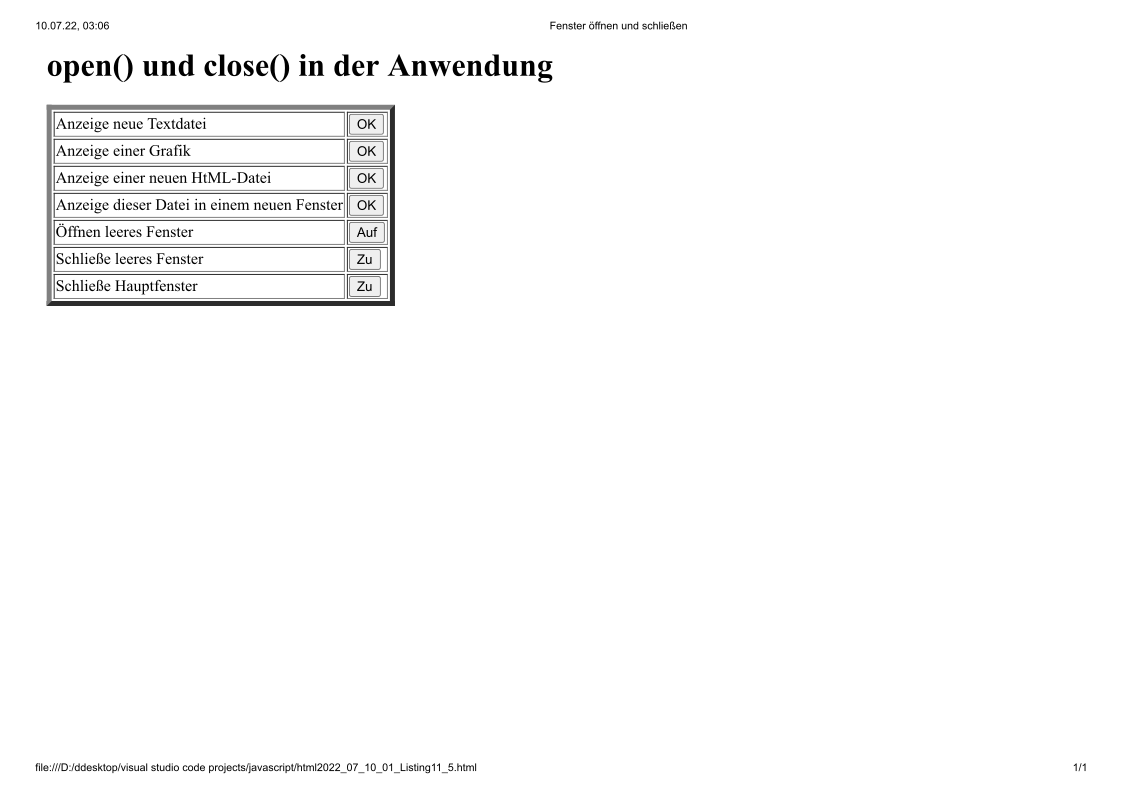 10.07.22, 03:06 Fenster öffnen und schließen
open() und close() in der Anwendung
Anzeige neue Textdatei OK
Anzeige einer Grafik OK
Anzeige einer neuen HtML-Datei OK
Anzeige dieser Datei in einem neuen Fenster OK
Öffnen leeres Fenster Auf
Schließe leeres Fenster Zu
Schließe Hauptfenster Zu
file:///D:/ddesktop/visual studio code projects/javascript/html2022_07_10_01_Listing11_5.html 1/1